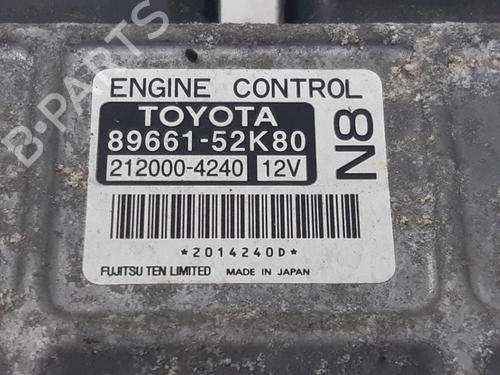 B-PARTS
ENGINE CONTROL
TOYOTA
89661-52K80
212000-4240 12V
N8
*2014240D*
FUJITSU TEN LIMITED MADE IN JAPAN